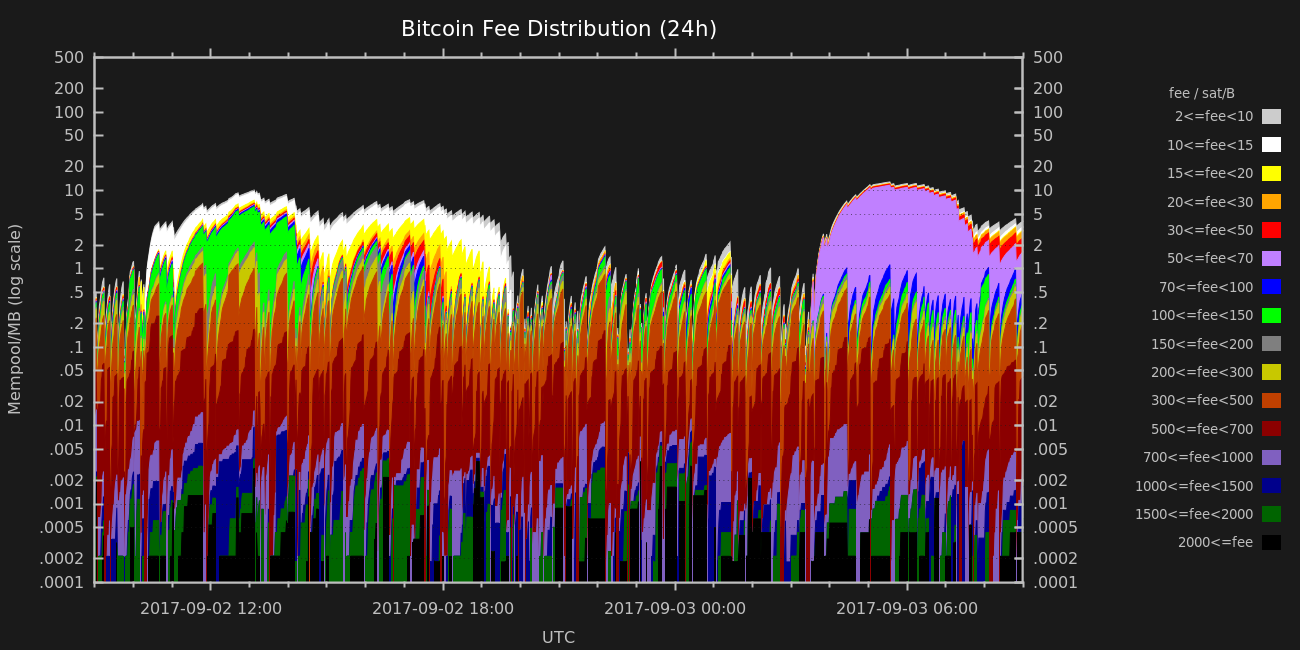 Bitcoin Fee Distribution (24h)
Mempool/MB (log scale)
500
200
100
50
20
10
5
2
1
.5
.2
.1
.05
.02
.01
.005
.002
.001
.0005
.0002
.0001
500
200
100
50
20
10
5
2
1
.5
.2
.1
.05
.02
.01
.005
.002
.001
.0005
.0002
.0001
2017-09-02 12:00
2017-09-02 18:00
2017-09-03 00:00
2017-09-03 06:00
UTC
fee / sat/B
2<=fee<10
10<=fee<15
15<=fee<20
20<=fee<30
30<=fee<50
50<=fee<70
70<=fee<100
100<=fee<150
150<=fee<200
200<=fee<300
300<=fee<500
500<=fee<700
700<=fee<1000
1000<=fee<1500
1500<=fee<2000
2000<=fee